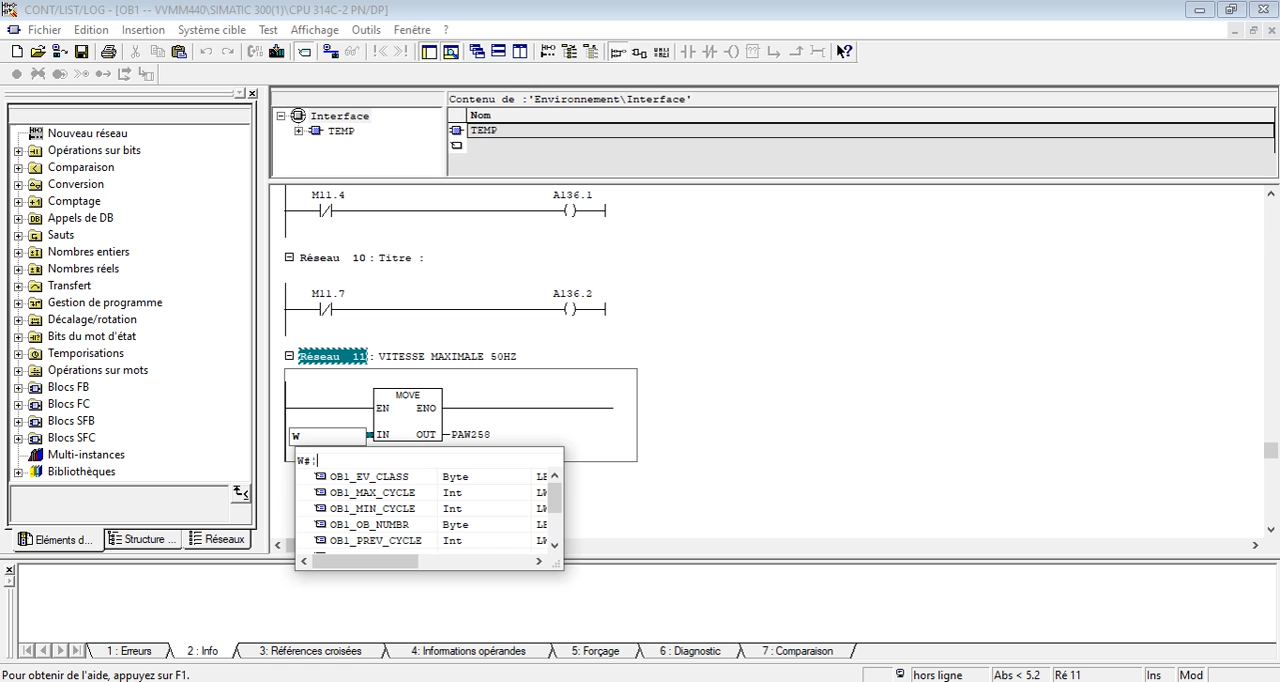 CONT/LIST/LOG - [OB1 -- VVMM440\SIMATIC 300(1)\CPU 314C-2 PN/DP]
Fichier Edition Insertion Système cible Test Affichage Outils Fenêtre ?
Contenu de :'Environnement\Interface'
Interface
TEMP
Nom
TEMP
Nouveau réseau
Opérations sur bits
Comparaison
Conversion
Comptage
Appels de DB
Sauts
Nombres entiers
Nombres réels
Transfert
Gestion de programme
Décalage/rotation
Bits du mot d'état
Temporisations
Opérations sur mots
Blocs FB
Blocs FC
Blocs SFB
Blocs SFC
Multi-instances
Bibliothèques
Eléments d... Structure ... Réseaux
M11.4 A136.1
Réseau 10 : Titre :
M11.7 A136.2
Réseau 11 : VITESSE MAXIMALE 50HZ
MOVE
EN ENO
W IN OUT PAW258
W#:
OB1_EV_CLASS Byte
OB1_MAX_CYCLE Int
OB1_MIN_CYCLE Int
OB1_OB_NUMBR Byte
OB1_PREV_CYCLE Int
1 : Erreurs 2 : Info 3: Références croisées 4: Informations opérandes 5: Forçage 6 : Diagnostic 7 : Comparaison
Pour obtenir de l'aide, appuyez sur F1. hors ligne Abs < 5.2 Ré 11 Ins Mod